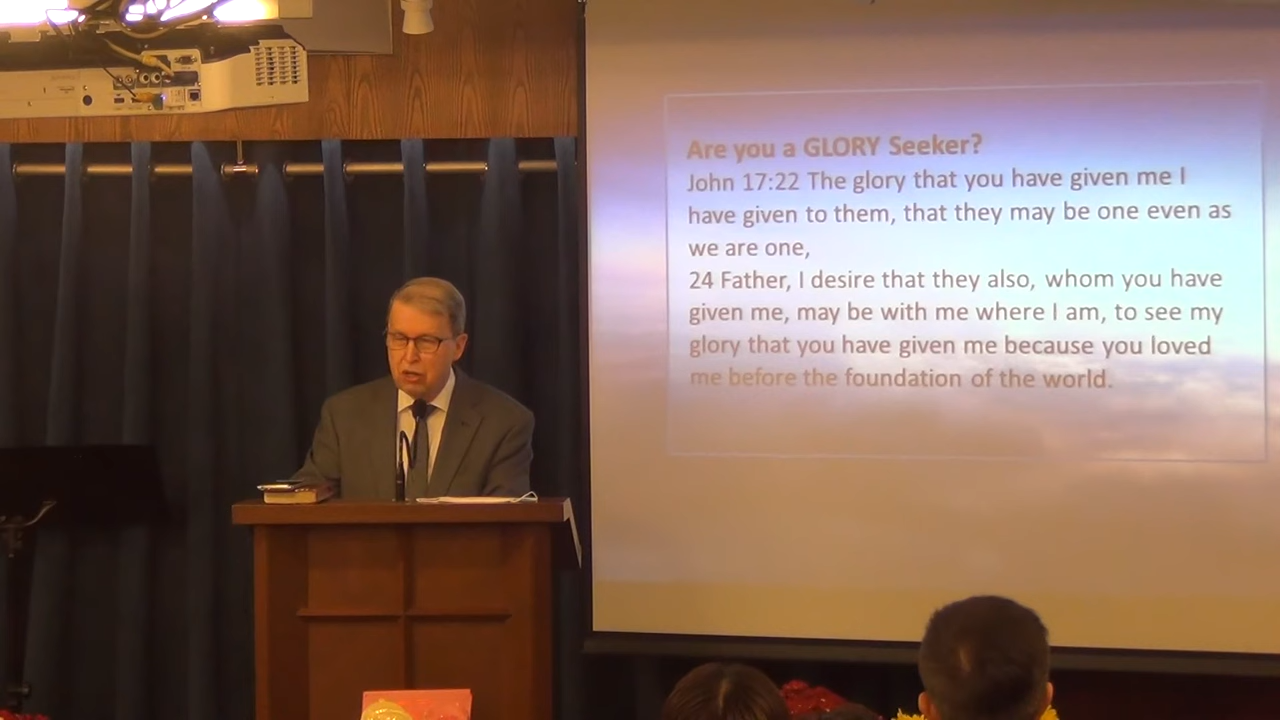 Are you a GLORY Seeker?
John 17:22 The glory that you have given me I
have given to them, that they may be one even as
we are one,
24 Father, I desire that they also, whom you have
given me, may be with me where I am, to see my
glory that you have given me because you loved
me before the foundation of the world.